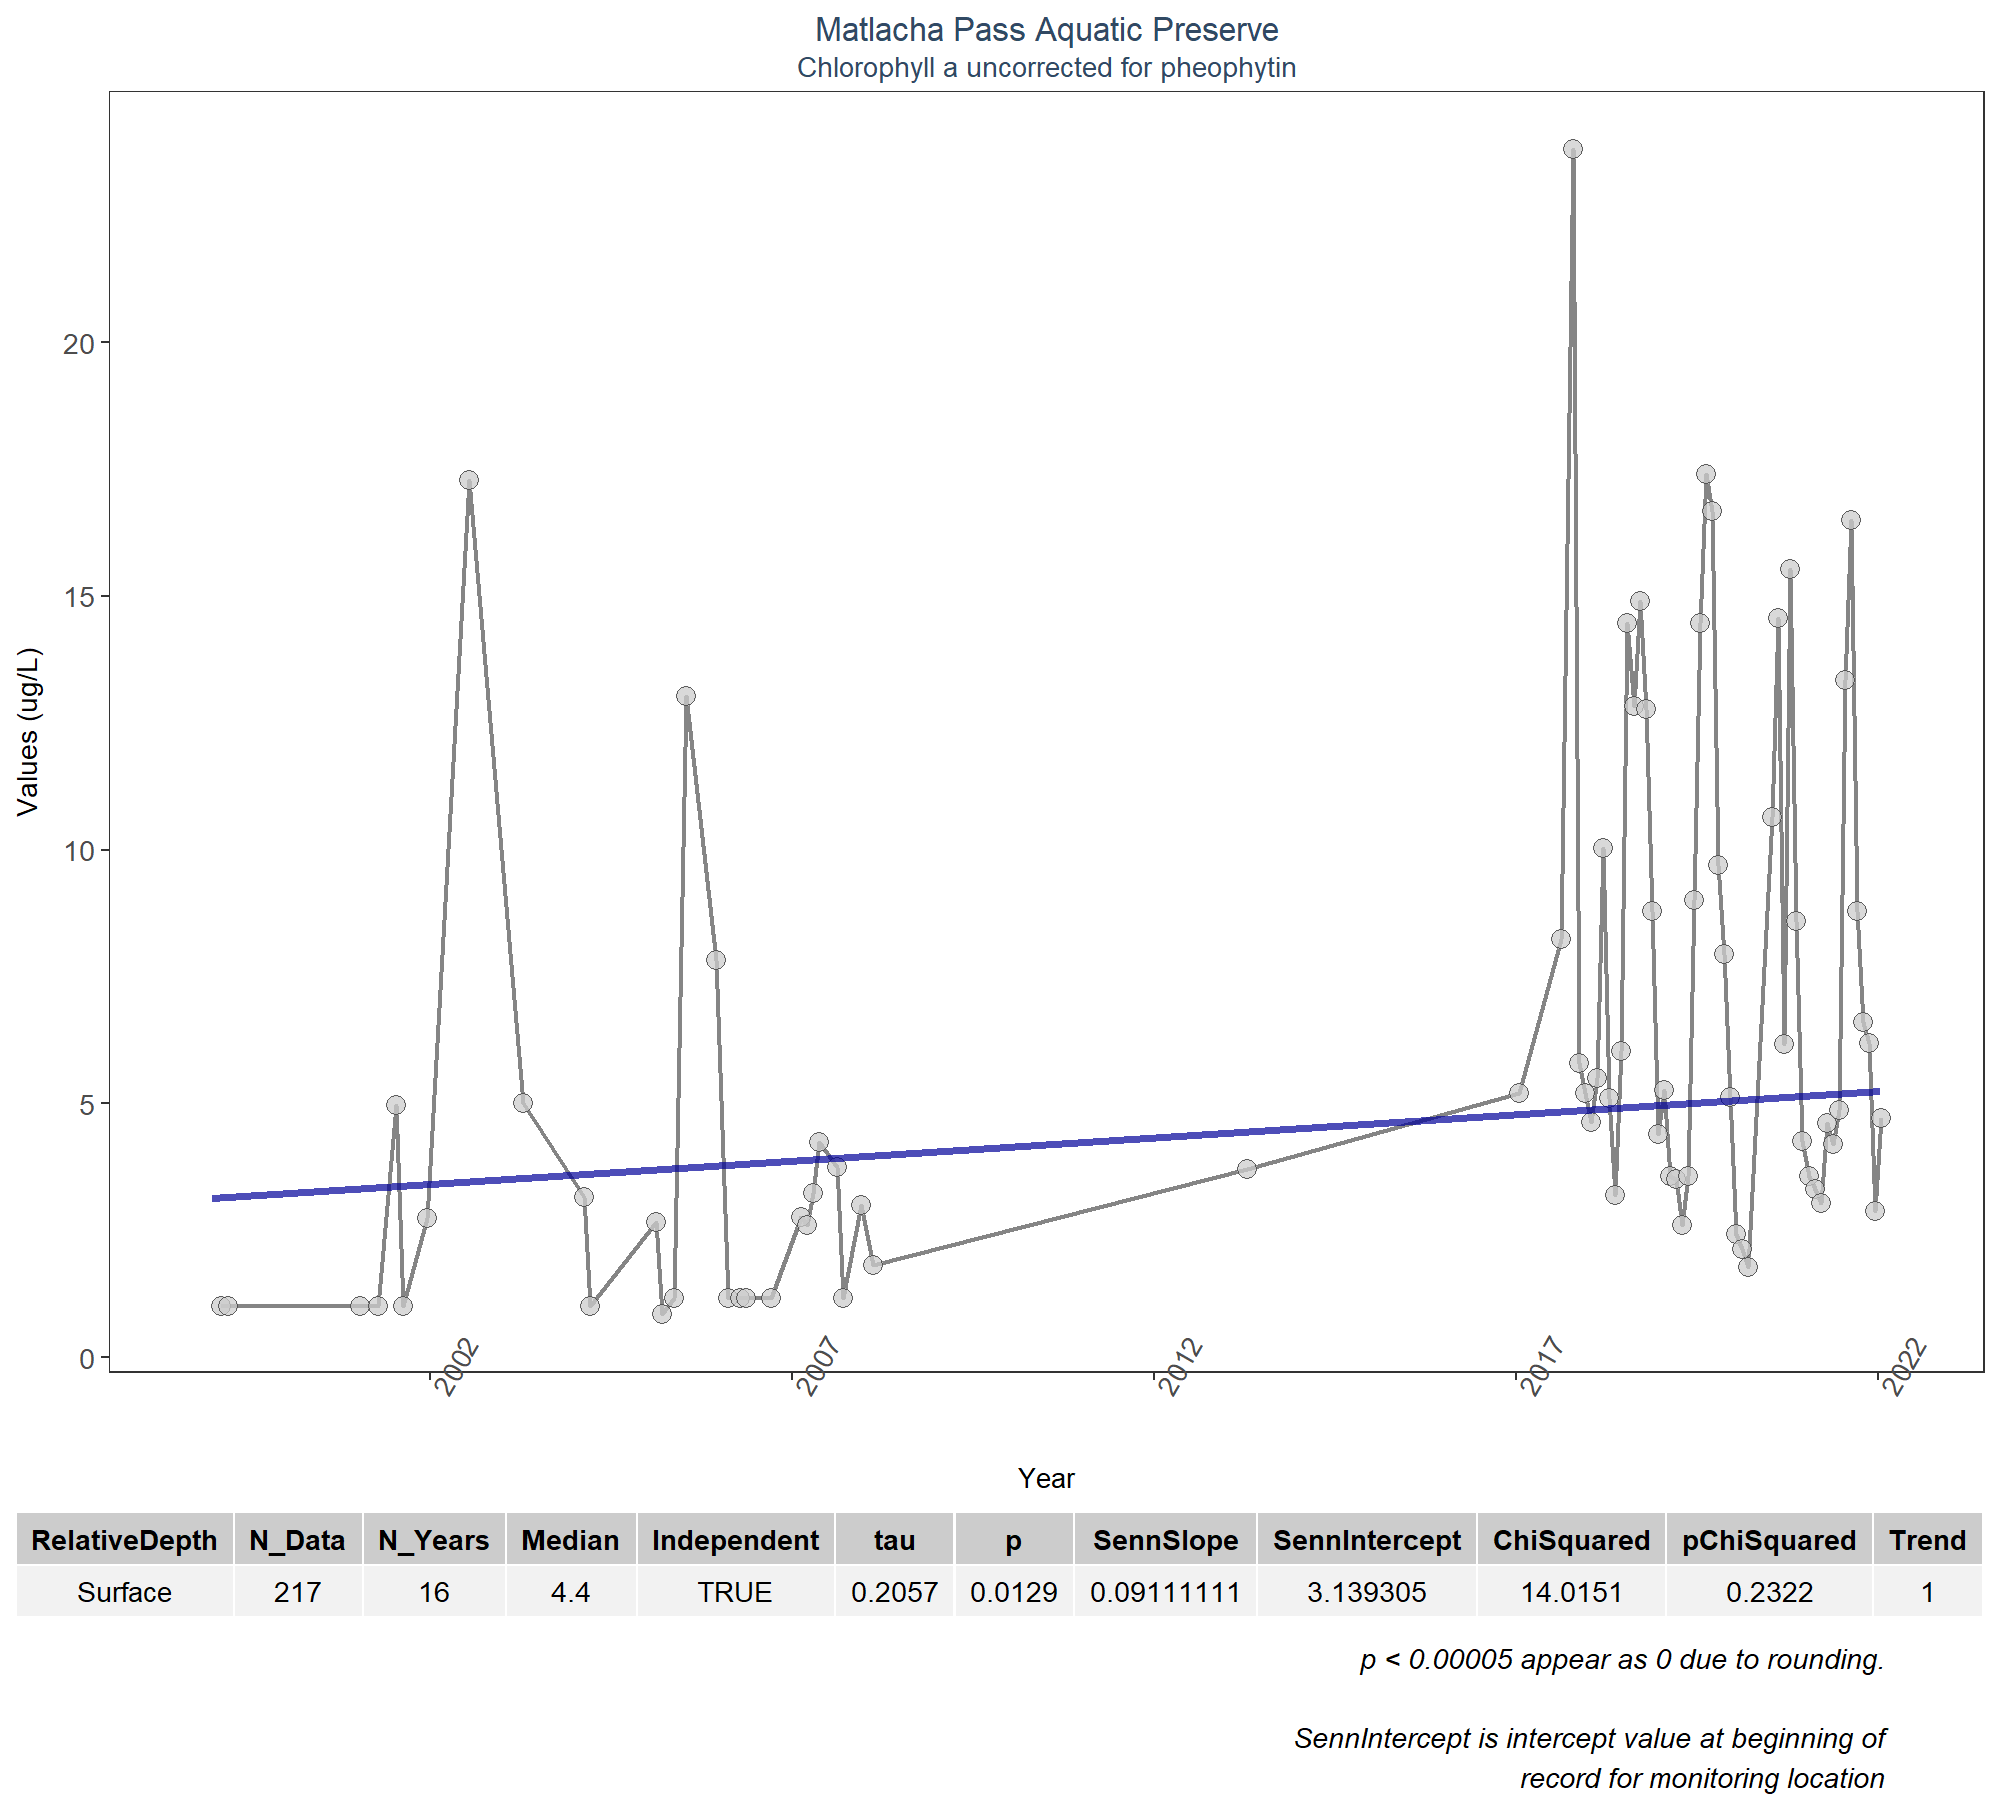 Matlacha Pass Aquatic Preserve
Chlorophyll a uncorrected for pheophytin
Values (ug/L)
20
15
10
5
0
2002 2007 2012 2017 2022
Year
RelativeDepth N_Data N_Years Median Independent tau p SennSlope SennIntercept ChiSquared pChiSquared Trend
Surface 217 16 4.4 TRUE 0.2057 0.0129 0.09111111 3.139305 14.0151 0.2322 1
p < 0.00005 appear as 0 due to rounding.
SennIntercept is intercept value at beginning of
record for monitoring location